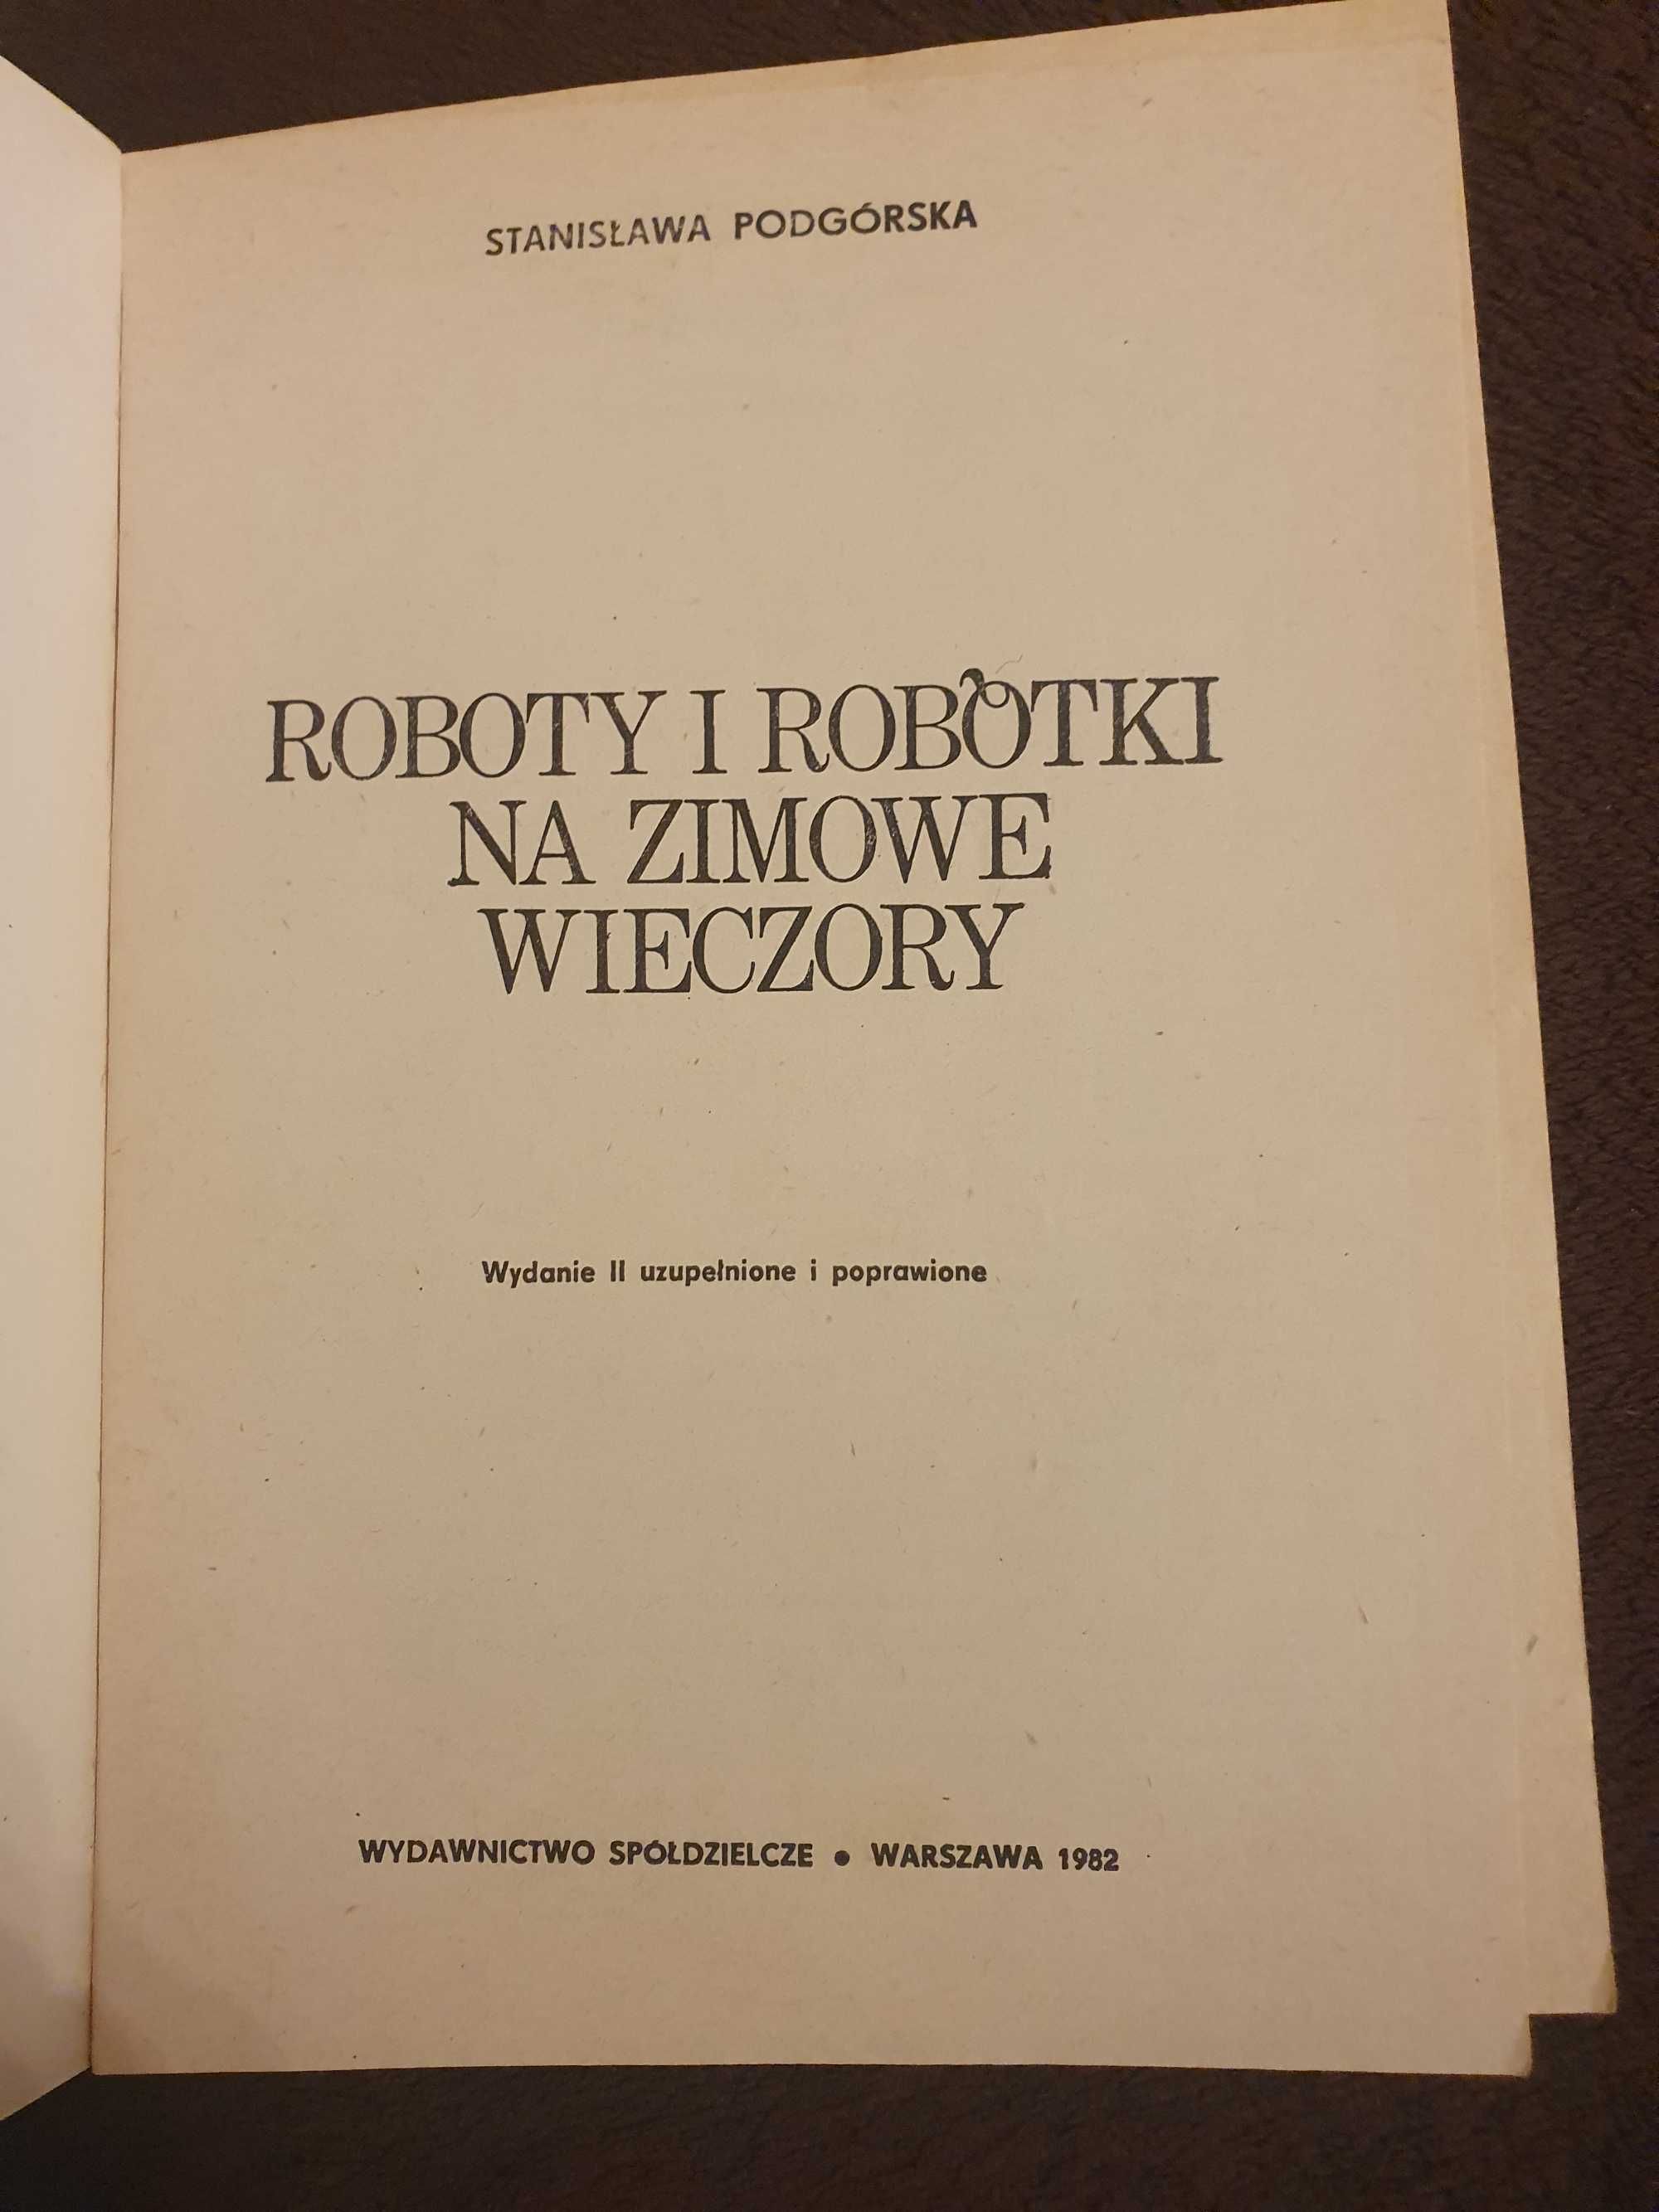 STANISŁAWA PODGÓRSKA
ROBOTY I ROBÓTKI
NA ZIMOWE
WIECZORY
Wydanie II uzupełnione i poprawione
WYDAWNICTWO SPÓŁDZIELCZE • WARSZAWA 1982